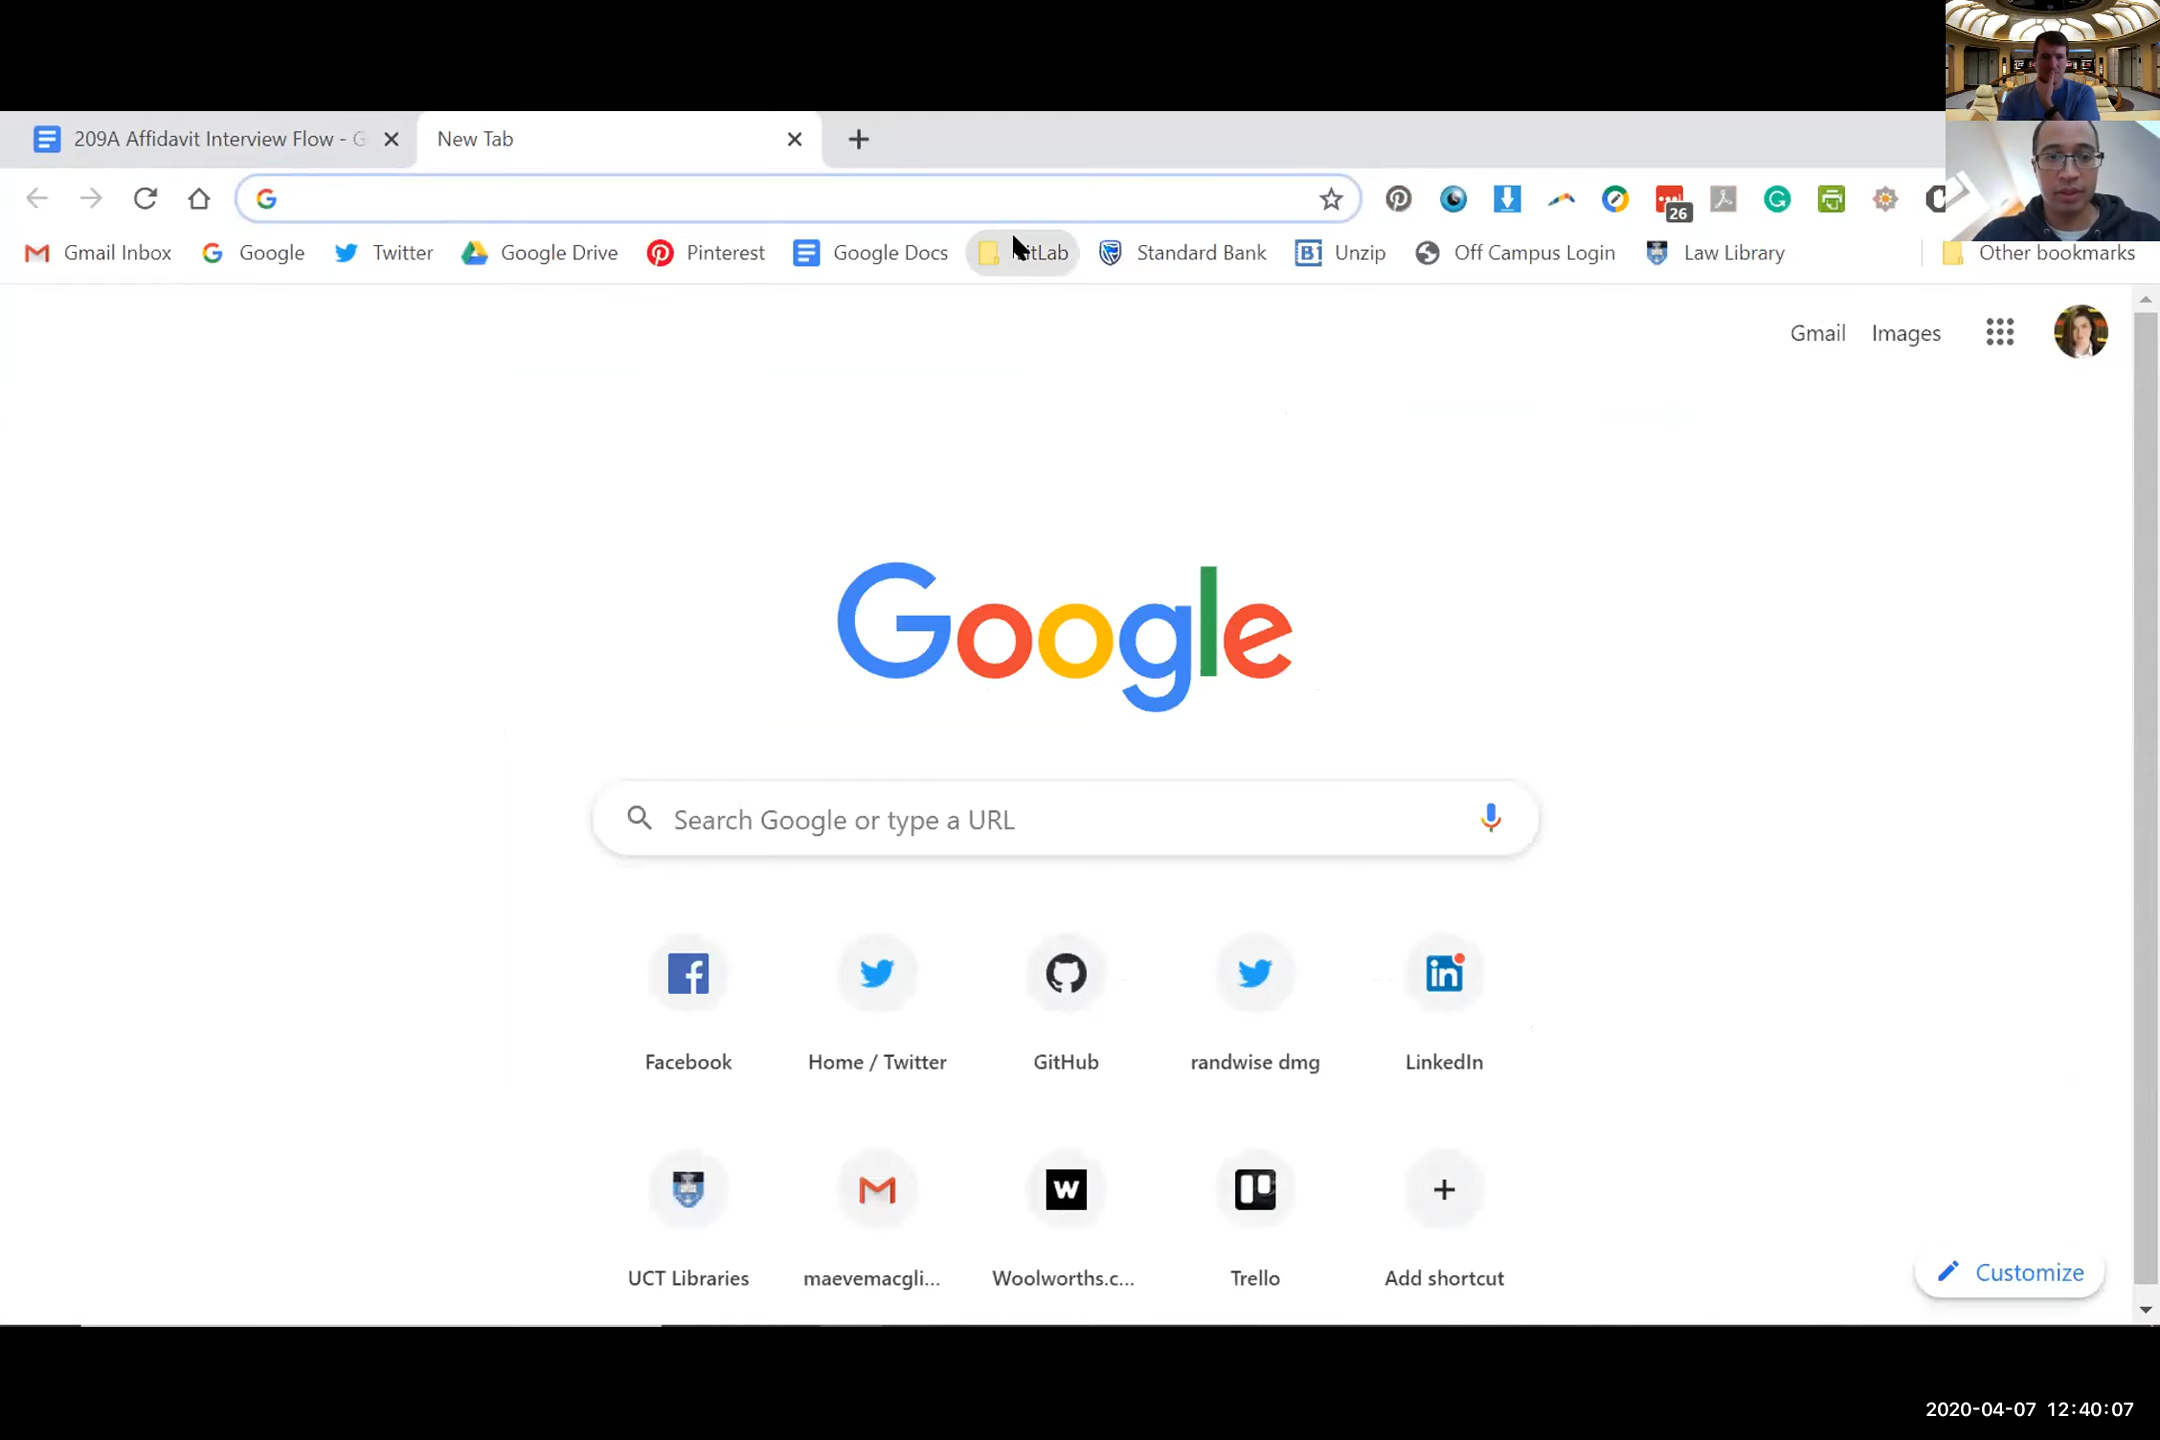 209A Affidavit Interview Flow - G
New Tab
26
Gmail Inbox Google Twitter Google Drive Pinterest Google Docs Standard Bank Unzip Off Campus Login Law Library Other bookmarks
Gmail Images
Google
Search Google or type a URL
Facebook Home / Twitter GitHub randwise dmg LinkedIn
UCT Libraries maevemacgli... Woolworths.c... Trello Add shortcut
Customize
2020-04-07 12:40:07